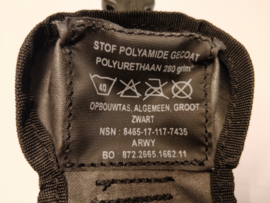 STOF POLYAMIDE GECOAT
POLYURETHAAN 280 gr/m²
40
OPBOUWTAS, ALGEMEEN, GROOT
ZWART
NSN : 8465-17-117-7435
ARWY
BO : 872.2665.1662.11